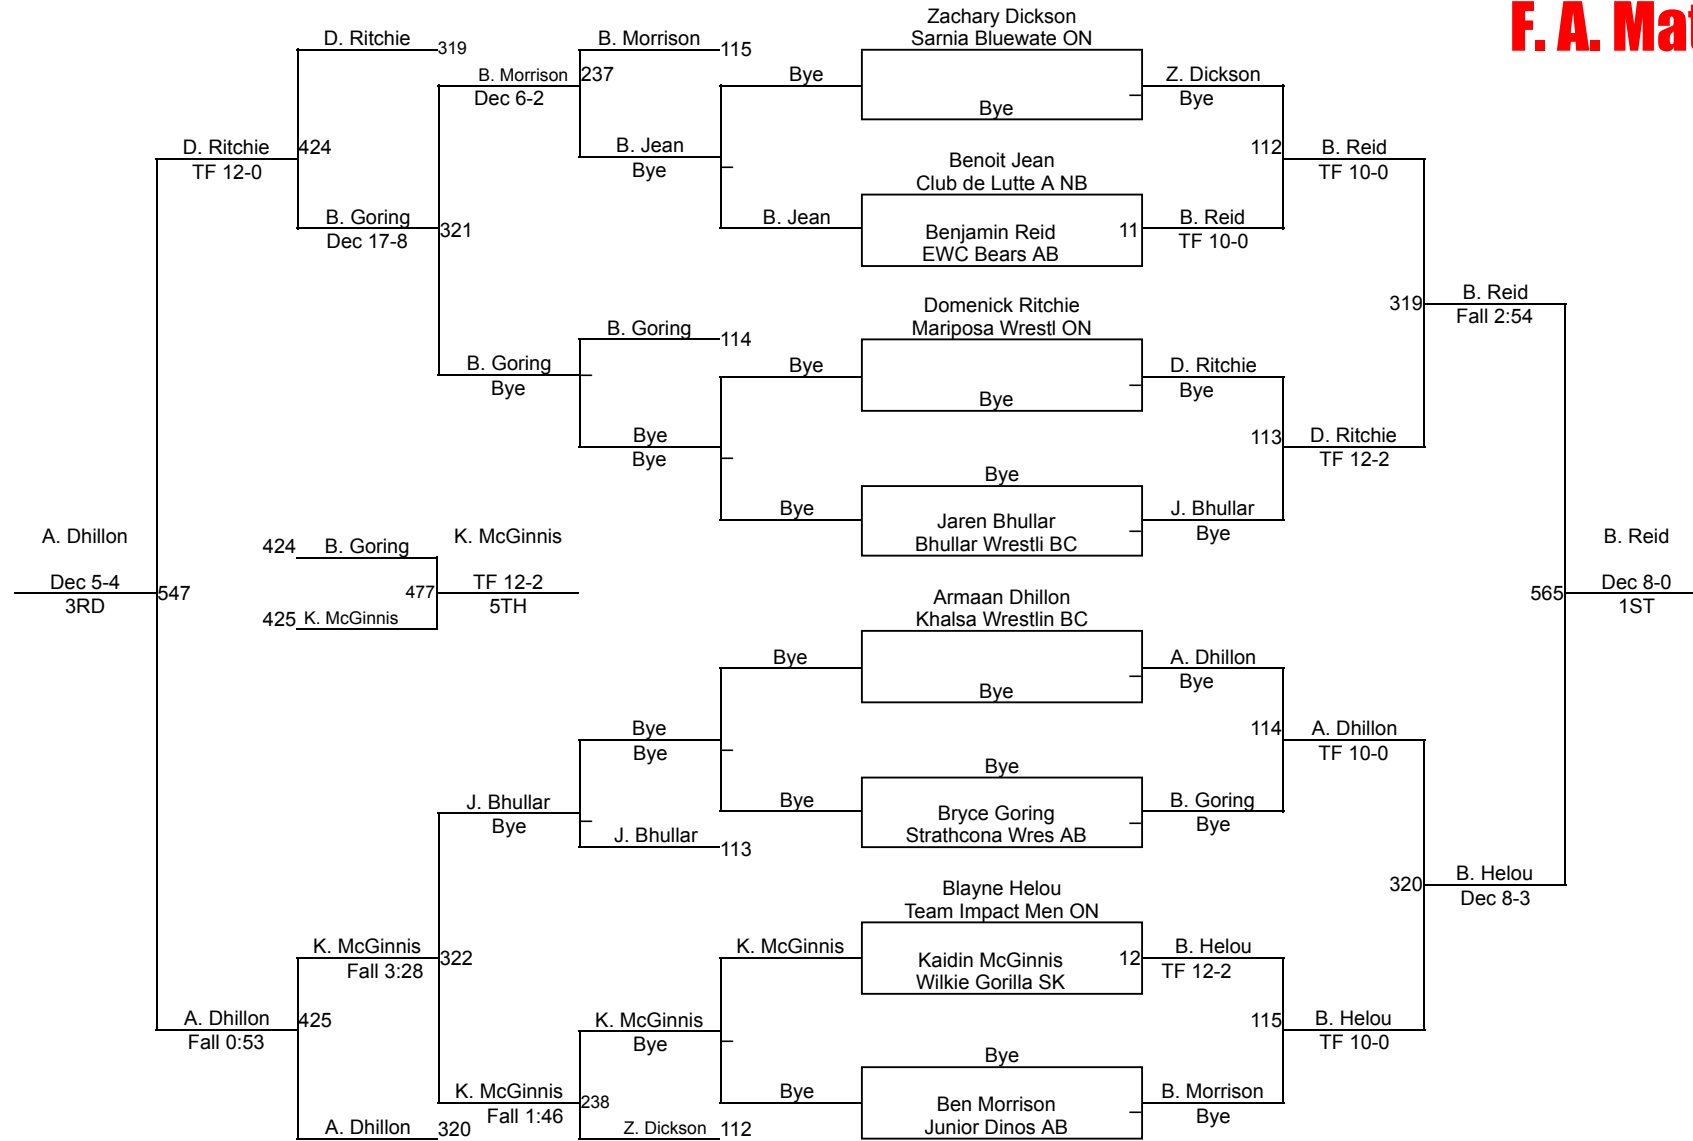 F. A. Mat
Zachary Dickson
D. Ritchie
319
B. Morrison
115
Sarnia Bluewate ON
B. Morrison
237
Dec 6-2
Bye
Bye
Z. Dickson
Bye
D. Ritchie
424
TF 12-0
B. Jean
Bye
Benoit Jean
Club de Lutte A NB
112
B. Reid
TF 10-0
B. Goring
Dec 17-8
321
B. Jean
Benjamin Reid
EWC Bears AB
11
B. Reid
TF 10-0
Domenick Ritchie
Mariposa Wrestl ON
319
B. Reid
Fall 2:54
B. Goring
114
B. Goring
Bye
Bye
Bye
D. Ritchie
Bye
Bye
Bye
113
D. Ritchie
TF 12-2
Bye
Bye
Jaren Bhullar
Bhullar Wrestli BC
J. Bhullar
Bye
A. Dhillon
Dec 5-4
3RD
547
424
B. Goring
K. McGinnis
477
TF 12-2
5TH
425
K. McGinnis
B. Reid
565
Dec 8-0
1ST
Armaan Dhillon
Khalsa Wrestlin BC
Bye
Bye
A. Dhillon
Bye
Bye
Bye
114
A. Dhillon
TF 10-0
J. Bhullar
Bye
Bye
Bye
Bryce Goring
Strathcona Wres AB
B. Goring
Bye
J. Bhullar
113
320
B. Helou
Dec 8-3
Blayne Helou
Team Impact Men ON
K. McGinnis
Fall 3:28
322
K. McGinnis
Kaidin McGinnis
Wilkie Gorilla SK
12
B. Helou
TF 12-2
A. Dhillon
Fall 0:53
425
K. McGinnis
Bye
115
B. Helou
TF 10-0
Bye
K. McGinnis
Fall 1:46
238
Bye
Ben Morrison
Junior Dinos AB
B. Morrison
Bye
A. Dhillon
320
Z. Dickson
112